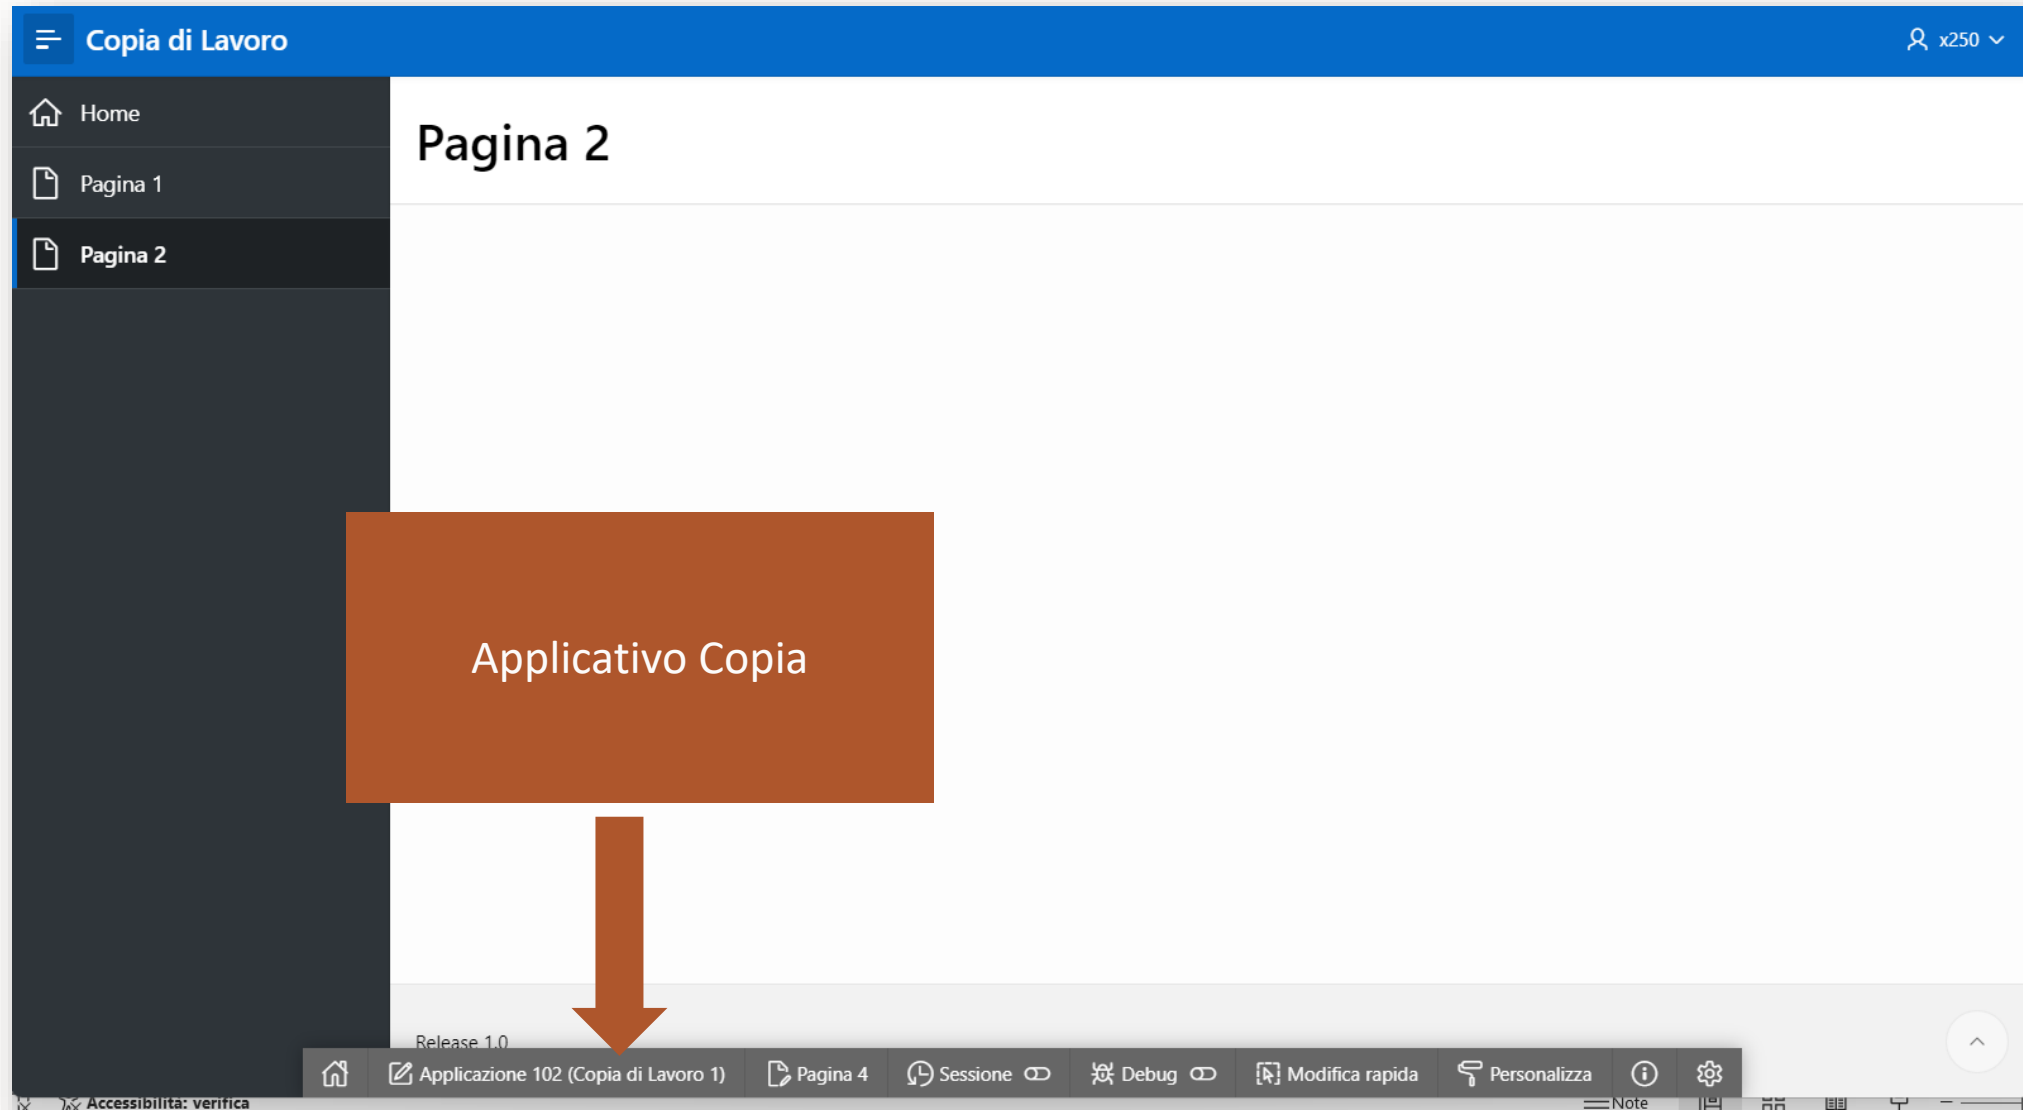 Copia di Lavoro
x250
Home
Pagina 1
Pagina 2
Pagina 2
Applicativo Copia
Release 1.0
Applicazione 102 (Copia di Lavoro 1)
Pagina 4
Sessione
Debug
Modifica rapida
Personalizza
Accessibilità: verifica
Note